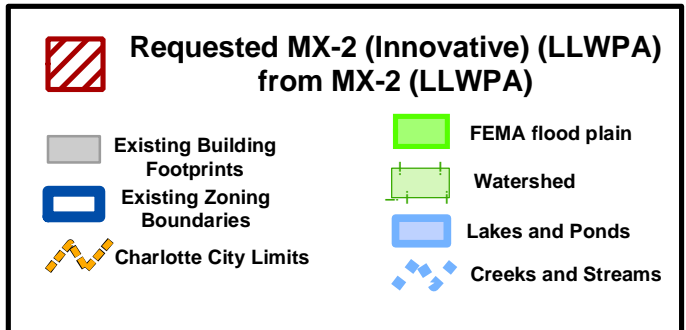 Requested MX-2 (Innovative) (LLWPA)
from MX-2 (LLWPA)
Existing Building
Footprints
Existing Zoning
Boundaries
Charlotte City Limits
FEMA flood plain
Watershed
Lakes and Ponds
Creeks and Streams